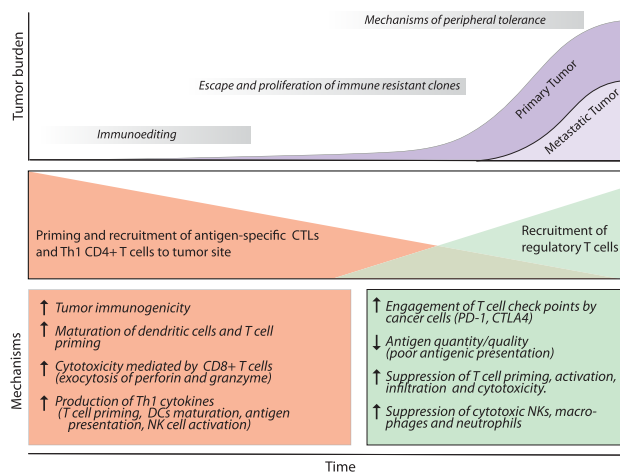 Tumor burden
Mechanisms of peripheral tolerance
Escape and proliferation of immune resistant clones
Immunoediting
Primary Tumor
Metastatic Tumor
Priming and recruitment of antigen-specific CTLs
and Th1 CD4+ T cells to tumor site
Recruitment of
regulatory T cells
Mechanisms
↑ Tumor immunogenicity
↑ Maturation of dendritic cells and T cell
priming
↑ Cytotoxicity mediated by CD8+ T cells
(exocytosis of perforin and granzyme)
↑ Production of Th1 cytokines
(T cell priming, DCs maturation, antigen
presentation, NK cell activation)
↑ Engagement of T cell check points by
cancer cells (PD-1, CTLA4)
↓ Antigen quantity/quality
(poor antigenic presentation)
↑ Suppression of T cell priming, activation,
infiltration and cytotoxicity.
↑ Suppression of cytotoxic NKs, macro-
phages and neutrophils
Time